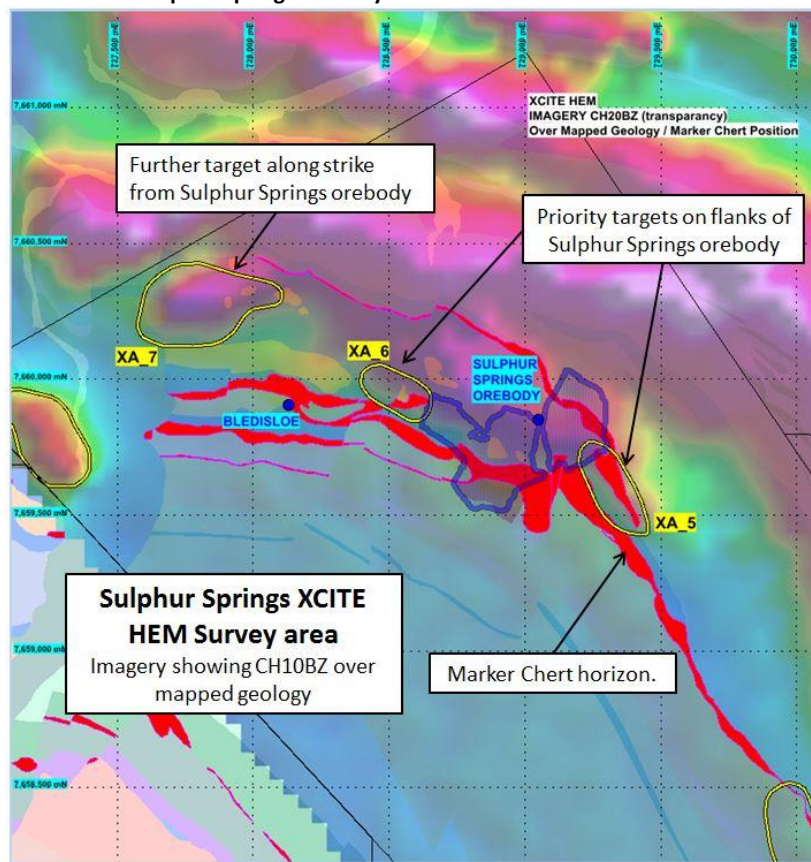 727,500 mE
728,000 mE
728,500 mE
729,000 mE
729,500 mE
730,000 mE
7,661,000 mN
XCITE HEM
IMAGERY CH20BZ (transparancy)
Over Mapped Geology / Marker Chert Position
Further target along strike
from Sulphur Springs orebody
Priority targets on flanks of
Sulphur Springs orebody
7,660,500 mN
XA_7
XA_6
7,660,000 mN
SULPHUR
SPRINGS
OREBODY
BLEDISLOE
7,659,500 mN
XA_5
Sulphur Springs XCITE
HEM Survey area
Imagery showing CH10BZ over
mapped geology
7,659,000 mN
Marker Chert horizon.
7,658,500 mN